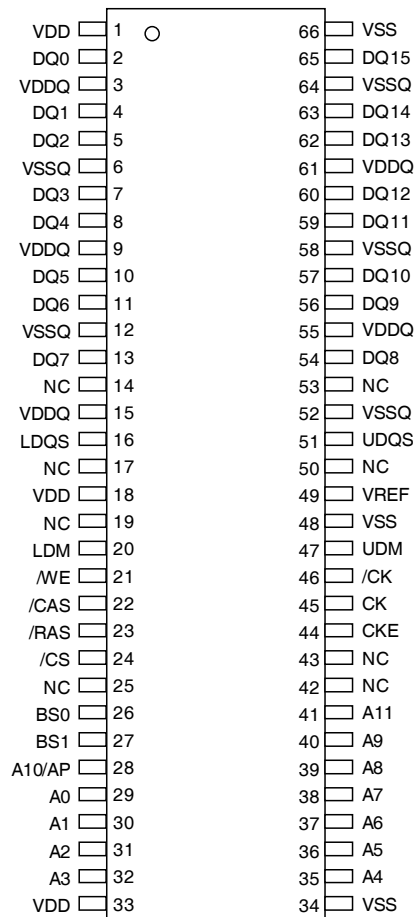 VDD 1 66 VSS
DQ0 2 65 DQ15
VDDQ 3 64 VSSQ
DQ1 4 63 DQ14
DQ2 5 62 DQ13
VSSQ 6 61 VDDQ
DQ3 7 60 DQ12
DQ4 8 59 DQ11
VDDQ 9 58 VSSQ
DQ5 10 57 DQ10
DQ6 11 56 DQ9
VSSQ 12 55 VDDQ
DQ7 13 54 DQ8
NC 14 53 NC
VDDQ 15 52 VSSQ
LDQS 16 51 UDQS
NC 17 50 NC
VDD 18 49 VREF
NC 19 48 VSS
LDM 20 47 UDM
/WE 21 46 /CK
/CAS 22 45 CK
/RAS 23 44 CKE
/CS 24 43 NC
NC 25 42 NC
BS0 26 41 A11
BS1 27 40 A9
A10/AP 28 39 A8
A0 29 38 A7
A1 30 37 A6
A2 31 36 A5
A3 32 35 A4
VDD 33 34 VSS